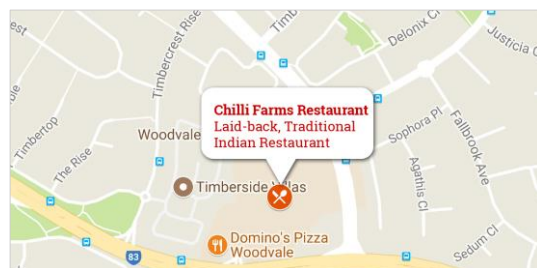 Timbercrest Rise
Delonix Ci
Justicia C
Chilli Farms Restaurant
Laid-back, Traditional
Indian Restaurant
Woodvale
Timbertop
The Rise
Sophora Pl
Fallbrook Ave
Agathis Cl
Timberside Villas
Domino's Pizza
Woodvale
83
Sedum Cl